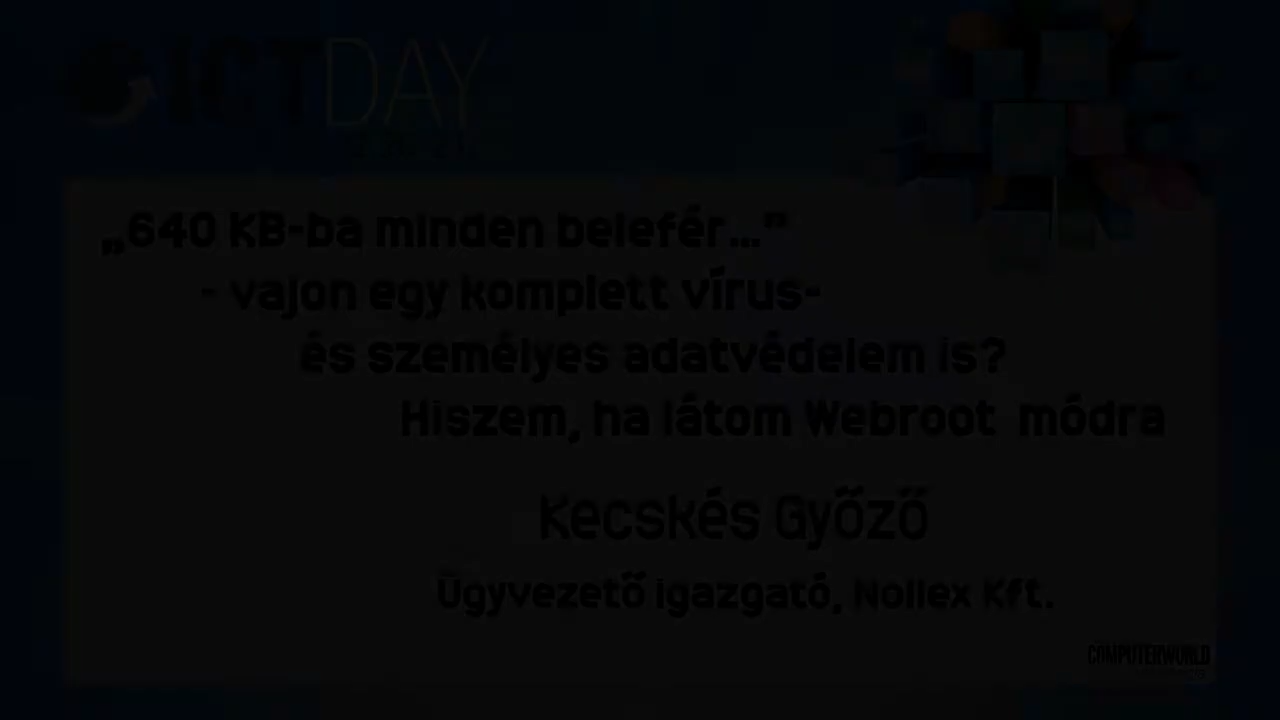 ICTDAY
„640 KB-ba minden belefér...”
- vajon egy komplett vírus-
és személyes adatvédelem is?
Hiszem, ha látom Webroot módra
Kecskés Győző
Ügyvezető igazgató, Nollex Kft.
COMPUTERWORLD